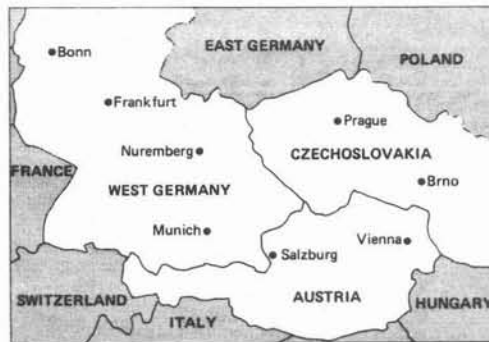 EAST GERMANY
POLAND
Bonn
Frankfurt
Prague
Nuremberg
CZECHOSLOVAKIA
FRANCE
WEST GERMANY
Brno
Munich
Salzburg
Vienna
SWITZERLAND
AUSTRIA
HUNGARY
ITALY